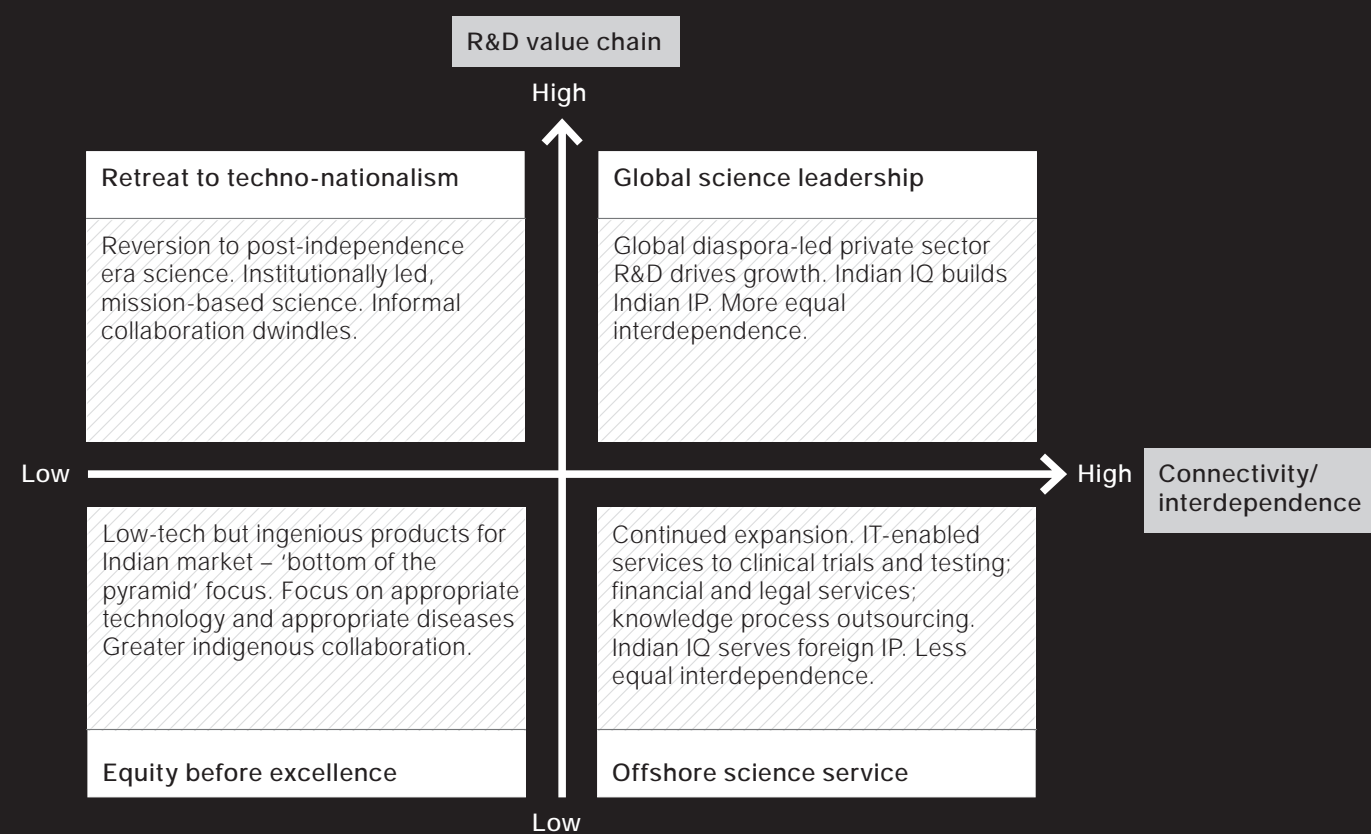 R&D value chain
High
Retreat to techno-nationalism
Reversion to post-independence
era science. Institutionally led,
mission-based science. Informal
collaboration dwindles.
Global science leadership
Global diaspora-led private sector
R&D drives growth. Indian IQ builds
Indian IP. More equal
interdependence.
Low
High
Connectivity/
interdependence
Low-tech but ingenious products for
Indian market – ‘bottom of the
pyramid’ focus. Focus on appropriate
technology and appropriate diseases
Greater indigenous collaboration.
Equity before excellence
Continued expansion. IT-enabled
services to clinical trials and testing;
financial and legal services;
knowledge process outsourcing.
Indian IQ serves foreign IP. Less
equal interdependence.
Offshore science service
Low